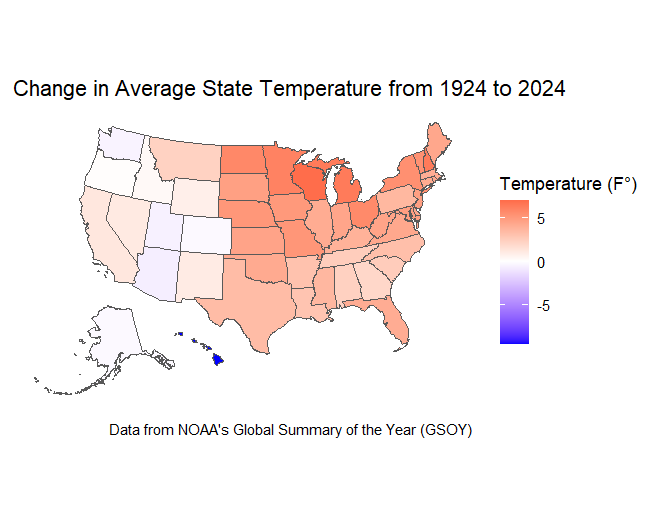 Change in Average State Temperature from 1924 to 2024
Temperature (F°)
5
0
-5
Data from NOAA's Global Summary of the Year (GSOY)